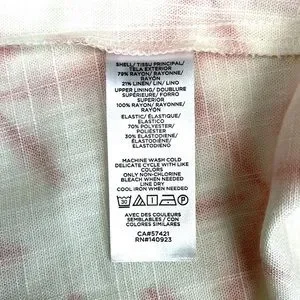 SHELL/ TISSU PRINCIPAL/
TELA EXTERIOR
79% RAYON/ RAYONNE/
RAYÓN
21% LINEN/ LIN/ LINO
UPPER LINING/ DOUBLURE
SUPÉRIEURE/ FORRO
SUPERIOR
100% RAYON/ RAYONNE/
RAYÓN
ELASTIC/ ÉLASTIQUE/
ELÁSTICO
70% POLYESTER/
POLIÉSTER
30% ELASTODIENE/
ÉLASTODIÈNE/
ELASTODIENO
MACHINE WASH COLD
DELICATE CYCLE WITH LIKE
COLORS
ONLY NON-CHLORINE
BLEACH WHEN NEEDED
LINE DRY
COOL IRON WHEN NEEDED
30
AVEC DES COULEURS
SEMBLABLES / CON
COLORES SIMILARES
CA#57421
RN#140923